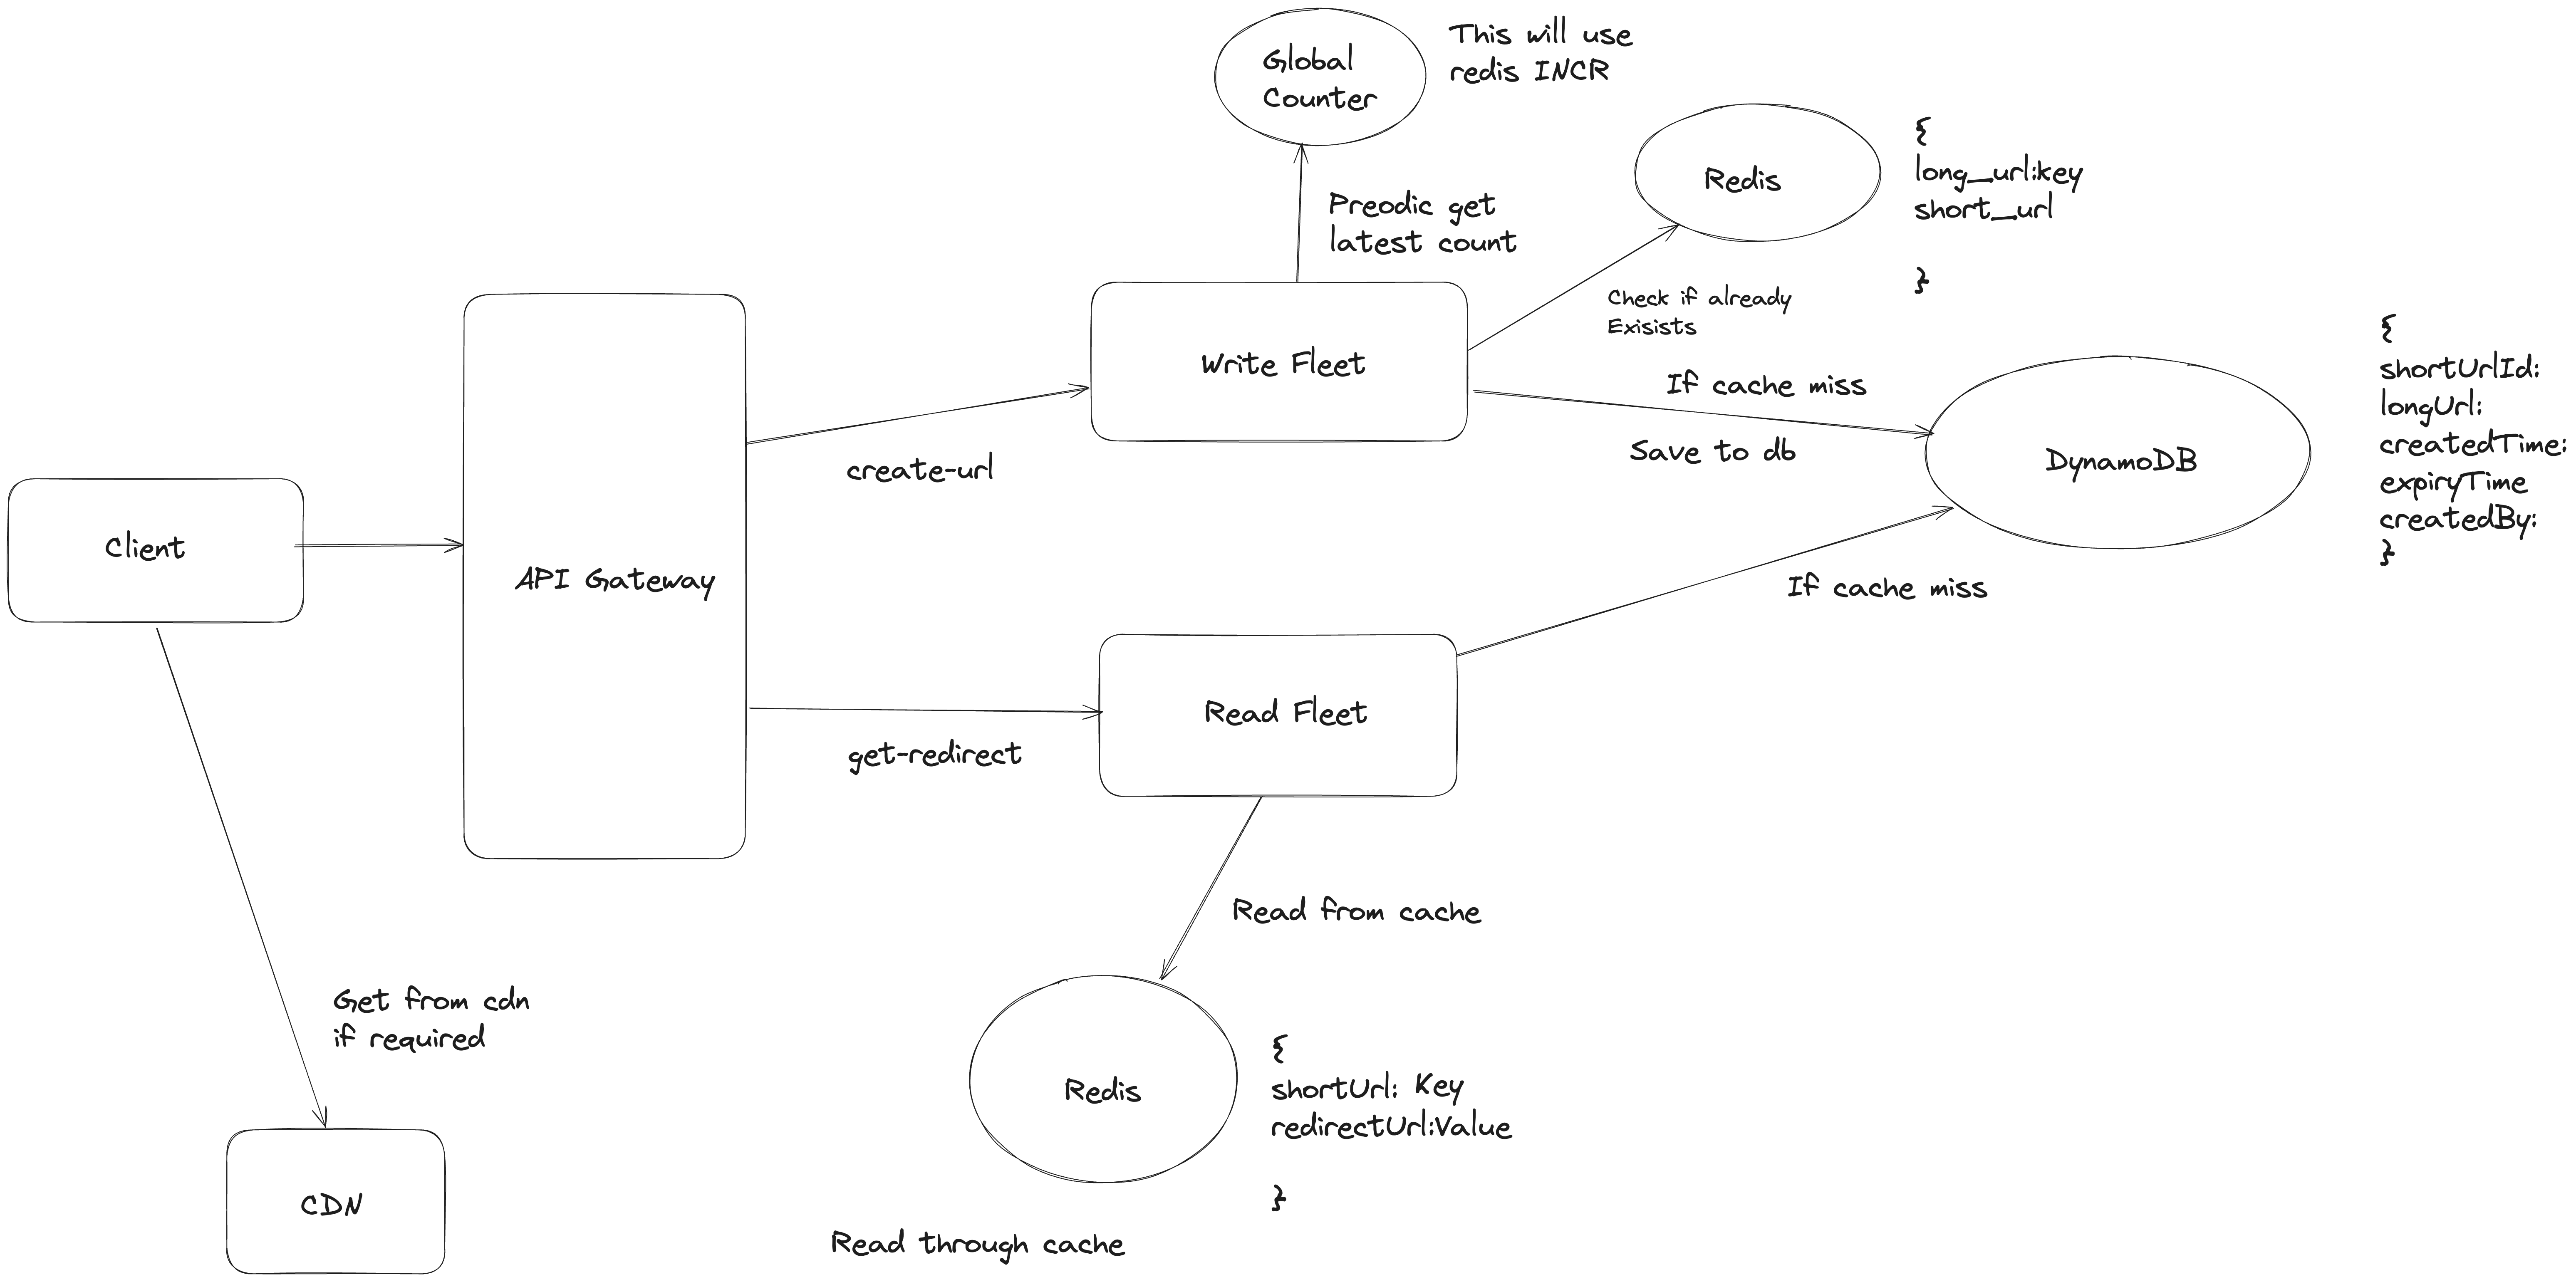 Global
Counter
This will use
redis INCR
Redis
{
long_url:key
short_url
}
Preodic get
latest count
Check if already
Exisists
Write Fleet
If cache miss
Save to db
DynamoDB
{
shortUrlId:
longUrl:
createdTime:
expiryTime
createdBy:
}
create-url
Client
API Gateway
If cache miss
Read Fleet
get-redirect
Read from cache
Get from cdn
if required
Redis
{
shortUrl: Key
redirectUrl:Value
}
CDN
Read through cache